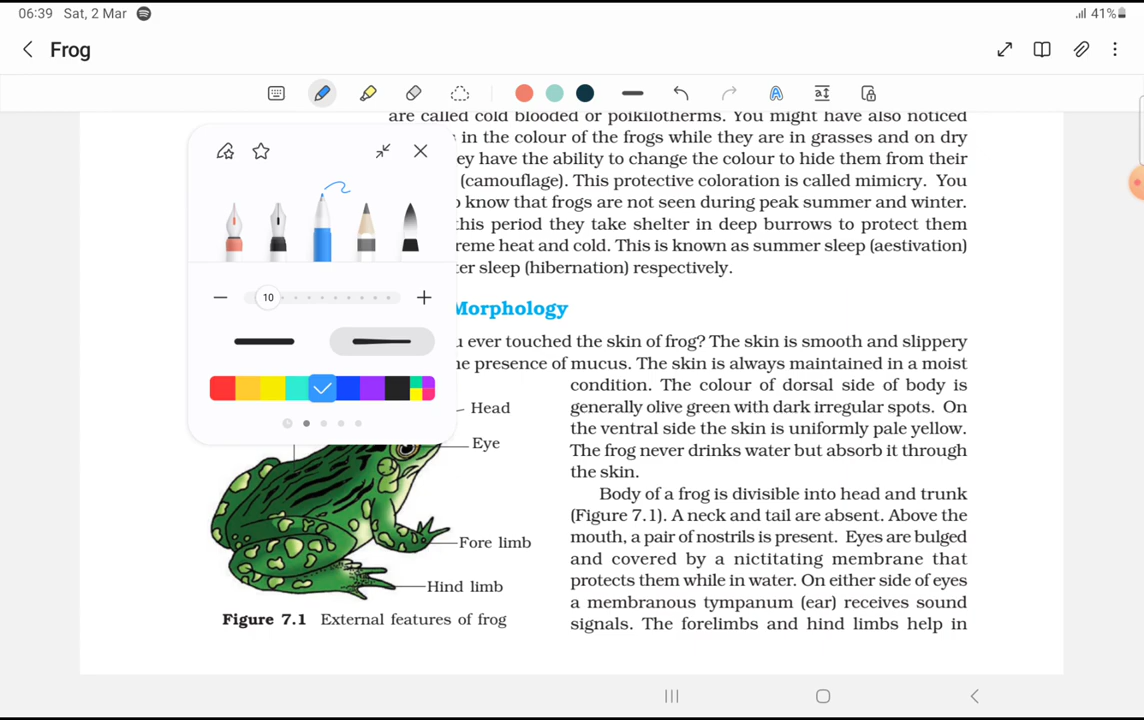 06:39 Sat, 2 Mar 41%
Frog
are called cold blooded or poikilotherms. You might have also noticed
in the colour of the frogs while they are in grasses and on dry
ey have the ability to change the colour to hide them from their
(camouflage). This protective coloration is called mimicry. You
know that frogs are not seen during peak summer and winter.
this period they take shelter in deep burrows to protect them
reme heat and cold. This is known as summer sleep (aestivation)
ter sleep (hibernation) respectively.
10
Morphology
u ever touched the skin of frog? The skin is smooth and slippery
he presence of mucus. The skin is always maintained in a moist
condition. The colour of dorsal side of body is
generally olive green with dark irregular spots. On
the ventral side the skin is uniformly pale yellow.
The frog never drinks water but absorb it through
the skin.
Body of a frog is divisible into head and trunk
(Figure 7.1). A neck and tail are absent. Above the
mouth, a pair of nostrils is present. Eyes are bulged
and covered by a nictitating membrane that
protects them while in water. On either side of eyes
a membranous tympanum (ear) receives sound
signals. The forelimbs and hind limbs help in
Head
Eye
Fore limb
Hind limb
Figure 7.1 External features of frog